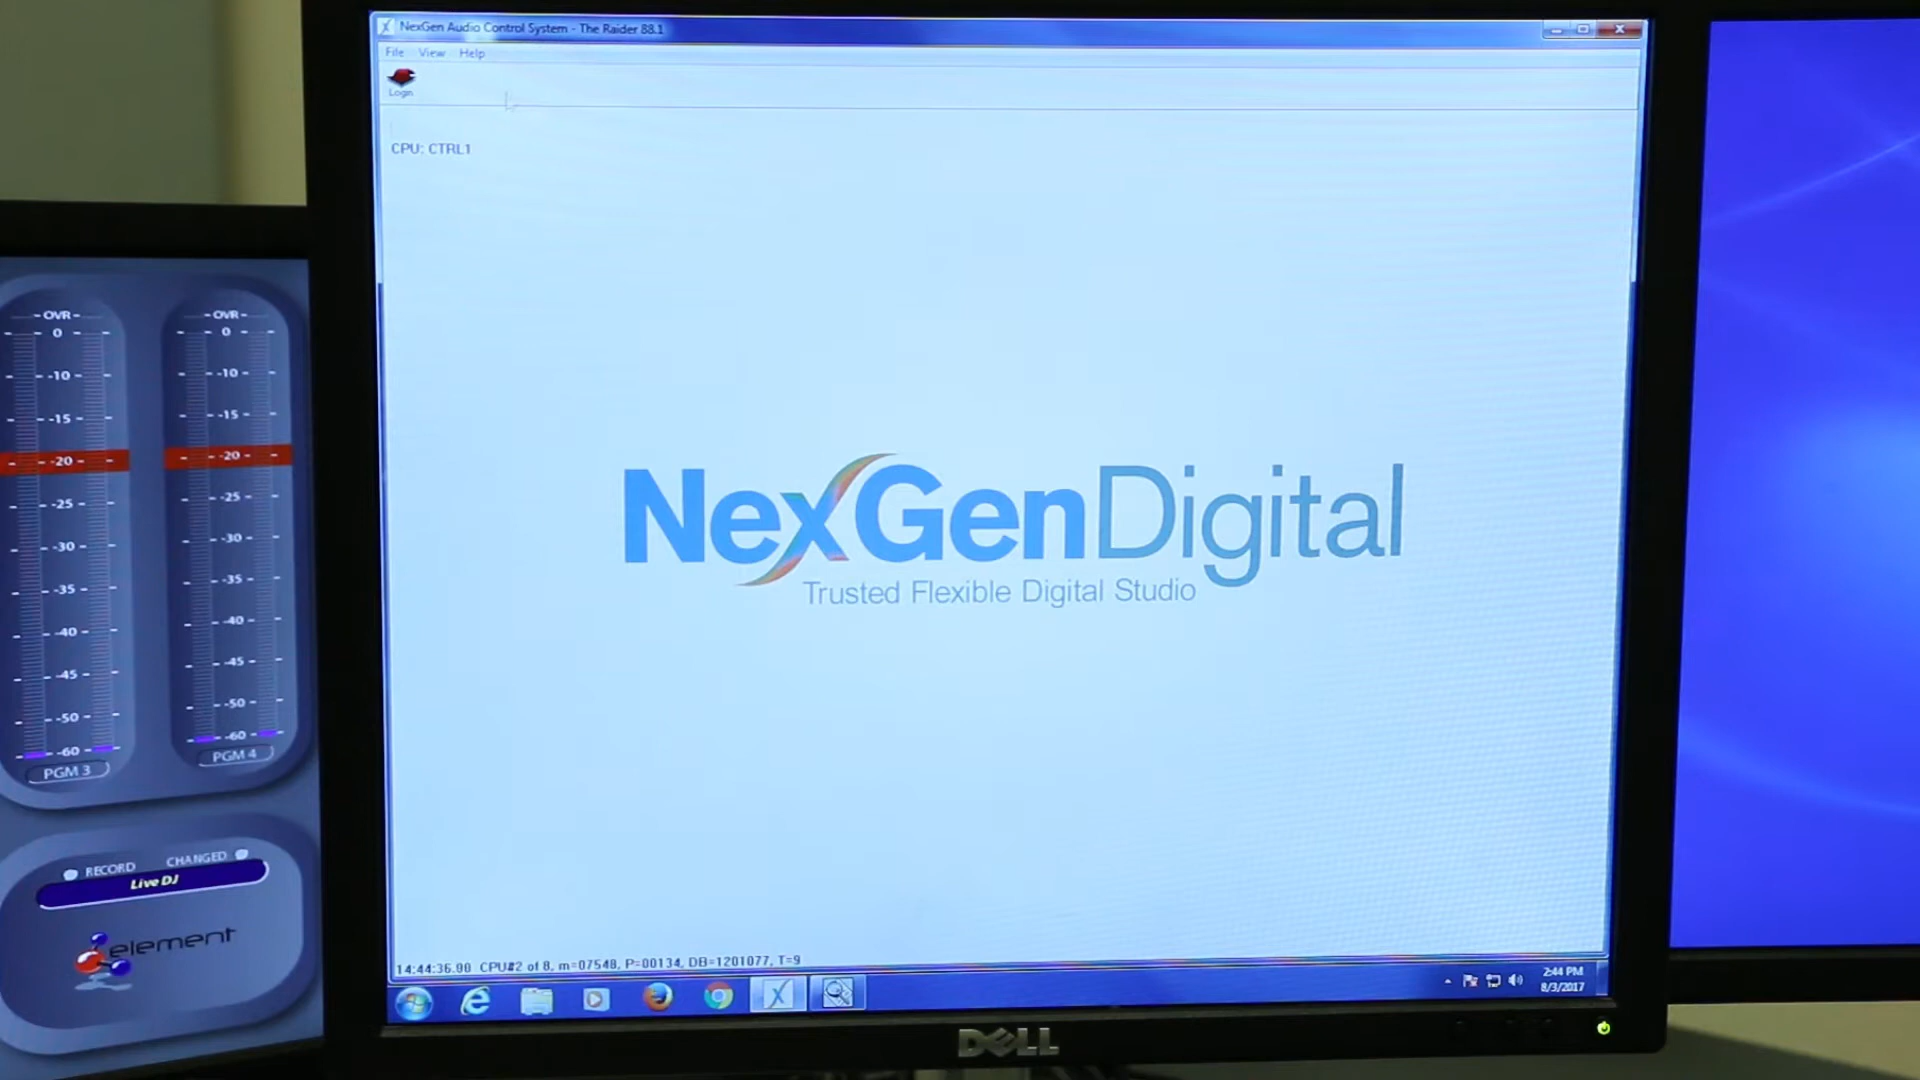 NexGen Audio Control System - The Raider 88.1
File View Help
Login
CPU: CTRL1
NexGenDigital
Trusted Flexible Digital Studio
14:44:36.90 CPU#2 of 8, m=07548, P=00134, DB=1201077, T=9
2:44 PM
8/3/2017
DELL
OVR
0
-10
-15
-20
-25
-30
-35
-40
-45
-50
-60
PGM 3
OVR
0
-10
-15
-20
-25
-30
-35
-40
-45
-50
-60
PGM 4
RECORD CHANGED
Live DJ
element